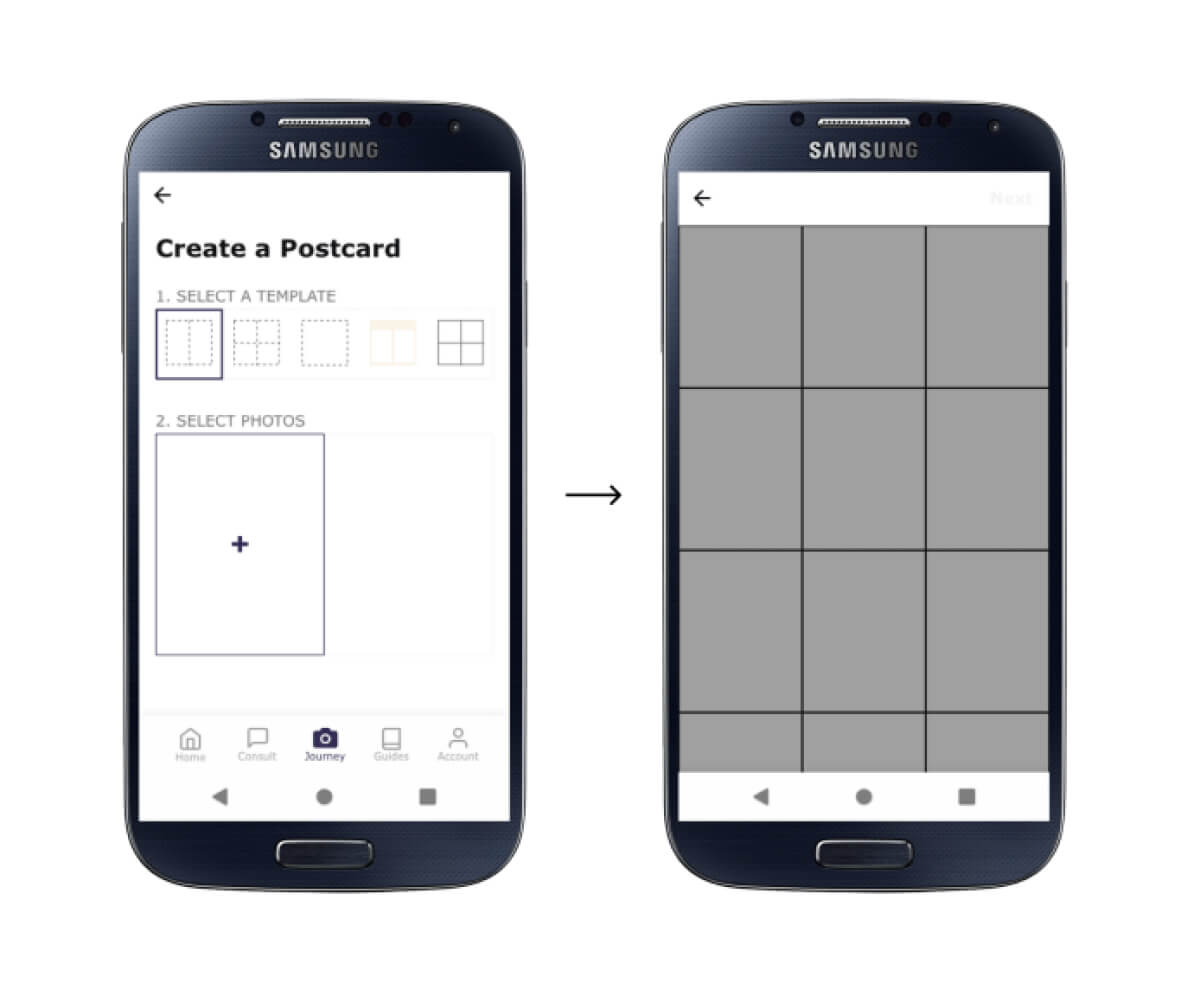 SAMSUNG
Create a Postcard
1. SELECT A TEMPLATE
2. SELECT PHOTOS
+
Home Consult Journey Guides Account
SAMSUNG
Next